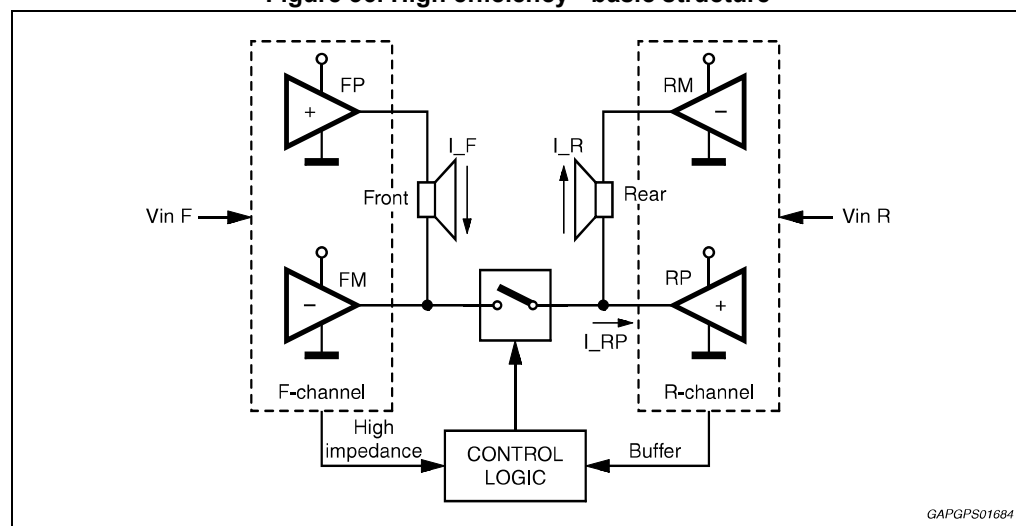 Figure 30. High efficiency - basic structure
FP
RM
+
-
I_F
I_R
Front
Rear
Vin F
Vin R
FM
RP
-
+
I_RP
F-channel
R-channel
High
impedance
Buffer
CONTROL
LOGIC
GAPGPS01684